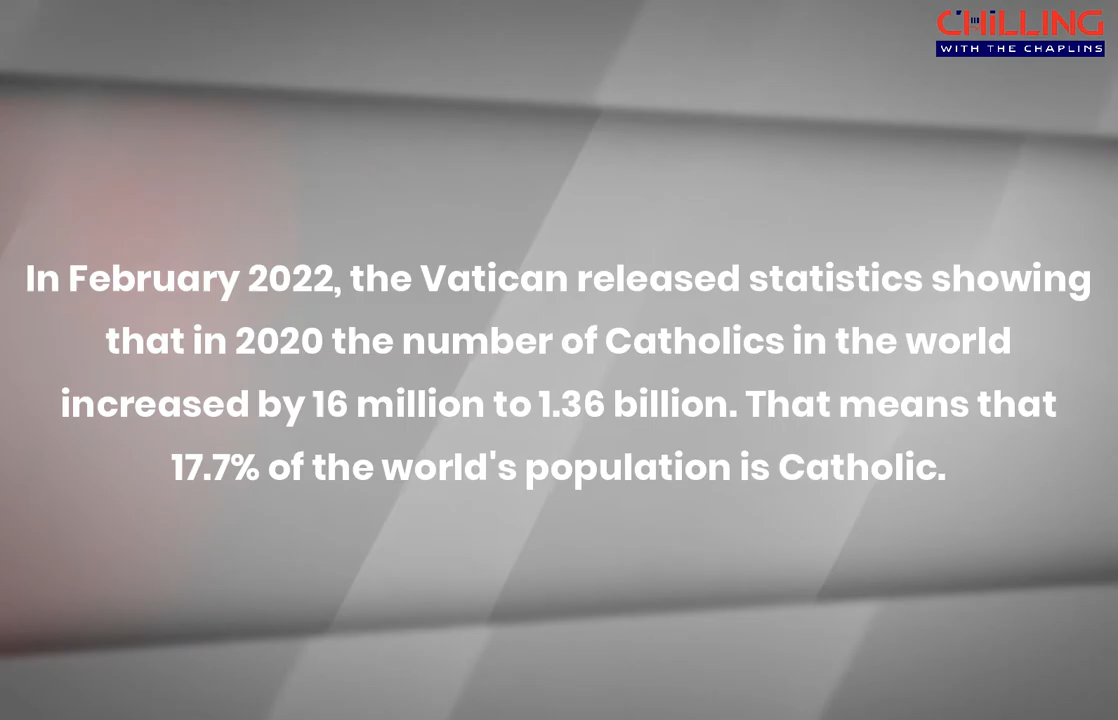 CHiLLING
WITH THE CHAPLINS
In February 2022, the Vatican released statistics showing
that in 2020 the number of Catholics in the world
increased by 16 million to 1.36 billion. That means that
17.7% of the world's population is Catholic.